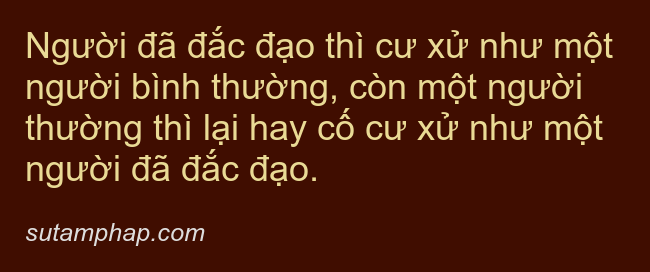 Người đã đắc đạo thì cư xử như một
người bình thường, còn một người
thường thì lại hay cố cư xử như một
người đã đắc đạo.
sutamphap.com